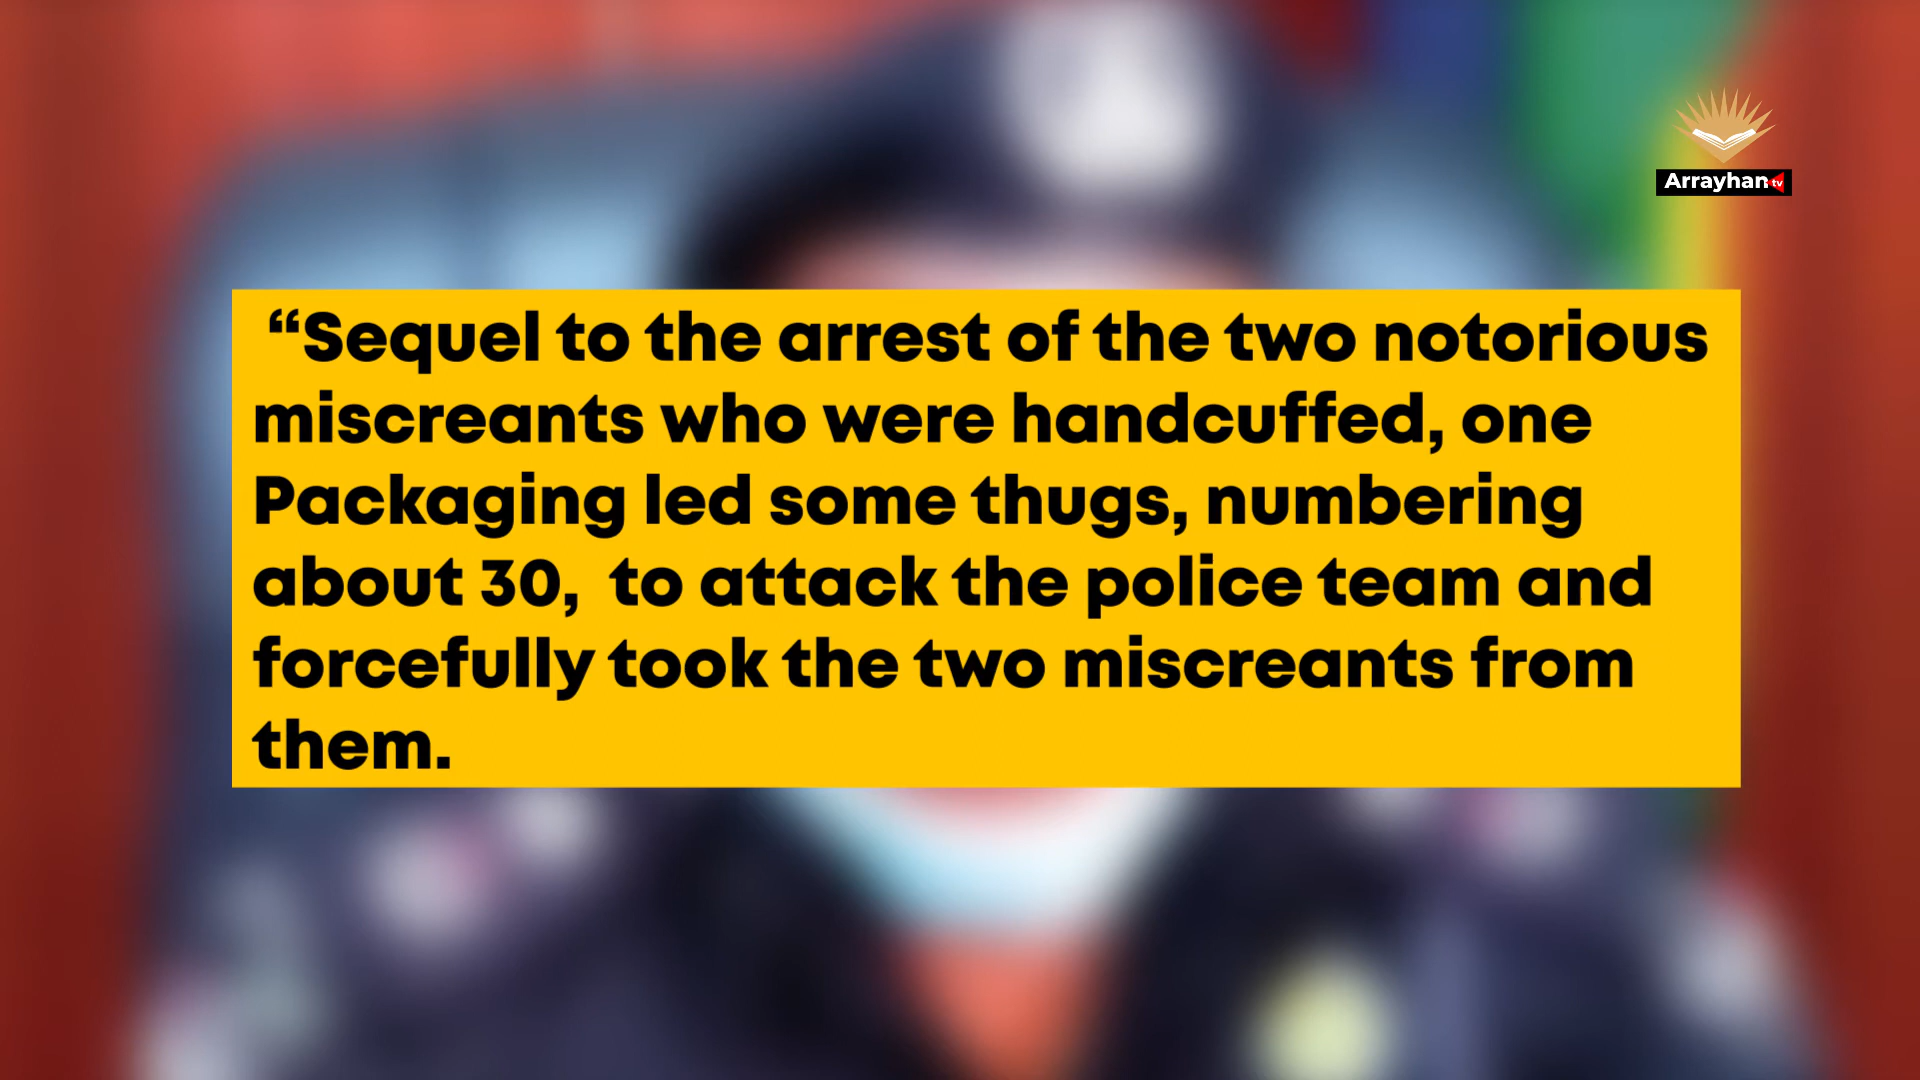 Arrayhan tv
“Sequel to the arrest of the two notorious
miscreants who were handcuffed, one
Packaging led some thugs, numbering
about 30, to attack the police team and
forcefully took the two miscreants from
them.